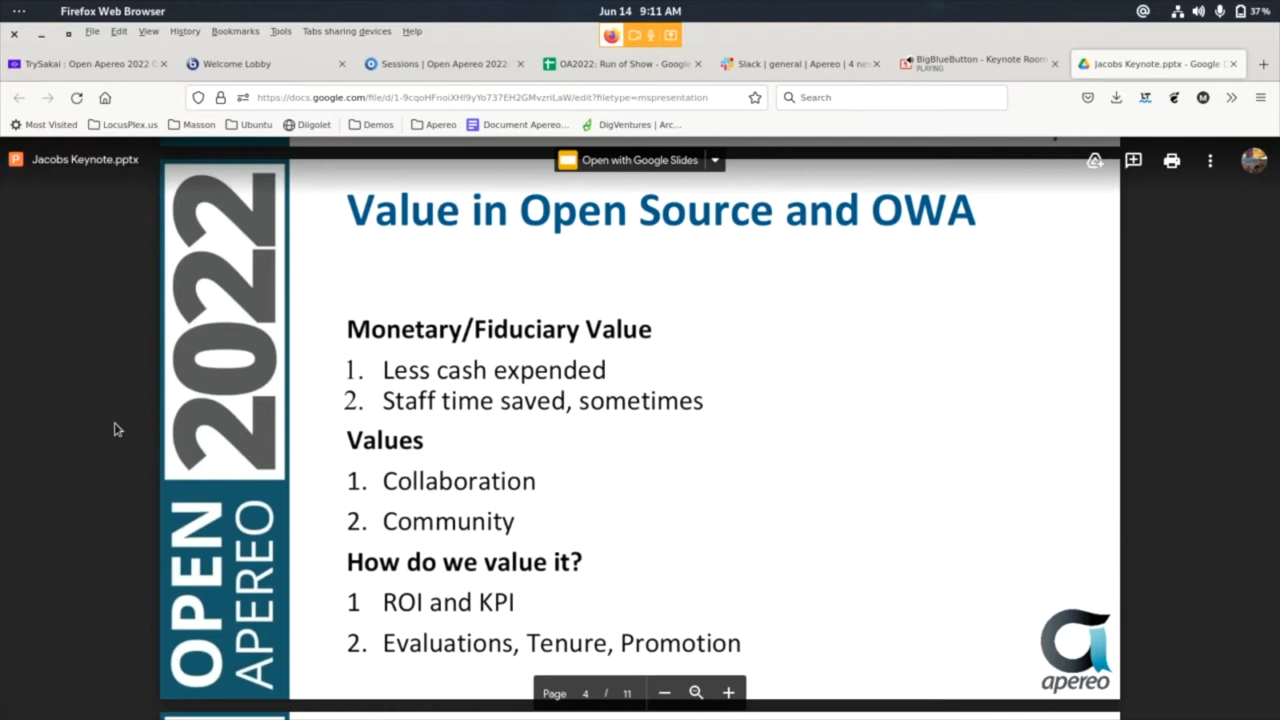 Firefox Web Browser
Jun 14 9:11 AM
37 %
File Edit View History Bookmarks Tools Tabs sharing devices Help
TrySakai : Open Apereo 2022 O
Welcome Lobby
Sessions | Open Apereo 2022
OA2022: Run of Show - Google
Slack | general | Apereo | 4 nev
BigBlueButton - Keynote Room
PLAYING
Jacobs Keynote.pptx - Google D
https://docs.google.com/file/d/1-9cqoHFnoiXHl9yYo737EH2GMvzriLaW/edit?filetype=mspresentation
Search
Most Visited LocusPlex.us Masson Ubuntu Diigolet Demos Apereo Document Apereo... DigVentures | Arc...
Jacobs Keynote.pptx
Open with Google Slides
OPEN 2022
APEREO
Value in Open Source and OWA
Monetary/Fiduciary Value
1. Less cash expended
2. Staff time saved, sometimes
Values
1. Collaboration
2. Community
How do we value it?
1 ROI and KPI
2. Evaluations, Tenure, Promotion
apereo
Page 4 / 11